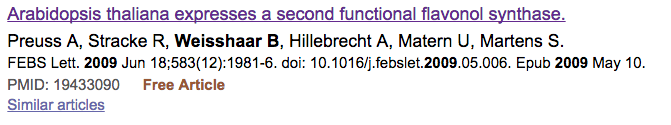 Arabidopsis thaliana expresses a second functional flavonol synthase.
Preuss A, Stracke R, Weisshaar B, Hillebrecht A, Matern U, Martens S.
FEBS Lett. 2009 Jun 18;583(12):1981-6. doi: 10.1016/j.febslet.2009.05.006. Epub 2009 May 10.
PMID: 19433090 Free Article
Similar articles